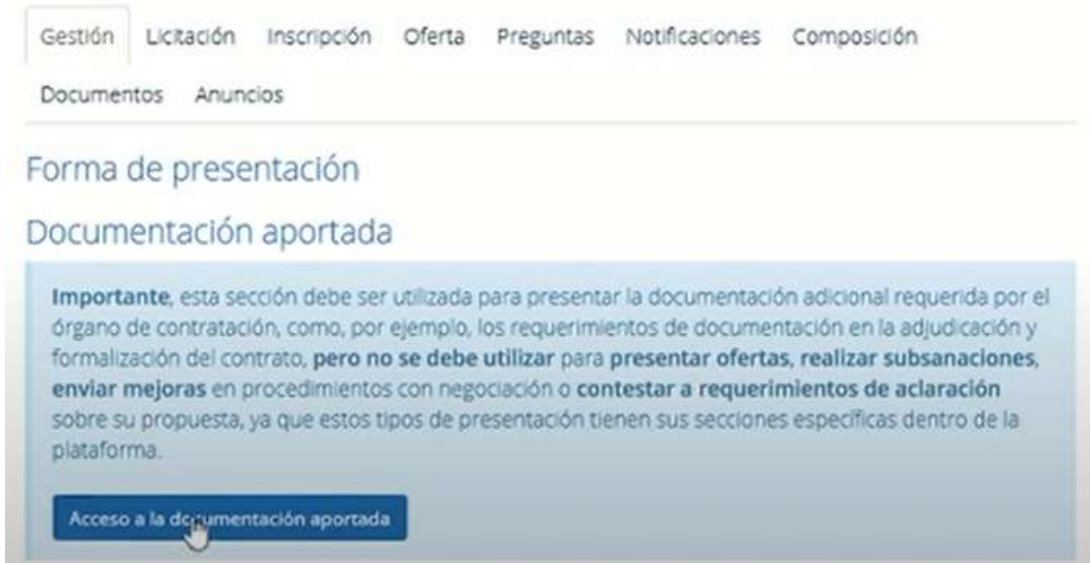 Gestión Licitación Inscripción Oferta Preguntas Notificaciones Composición
Documentos Anuncios
Forma de presentación
Documentación aportada
Importante, esta sección debe ser utilizada para presentar la documentación adicional requerida por el
órgano de contratación, como, por ejemplo, los requerimientos de documentación en la adjudicación y
formalización del contrato, pero no se debe utilizar para presentar ofertas, realizar subsanaciones,
enviar mejoras en procedimientos con negociación o contestar a requerimientos de aclaración
sobre su propuesta, ya que estos tipos de presentación tienen sus secciones específicas dentro de la
plataforma.
Acceso a la documentación aportada